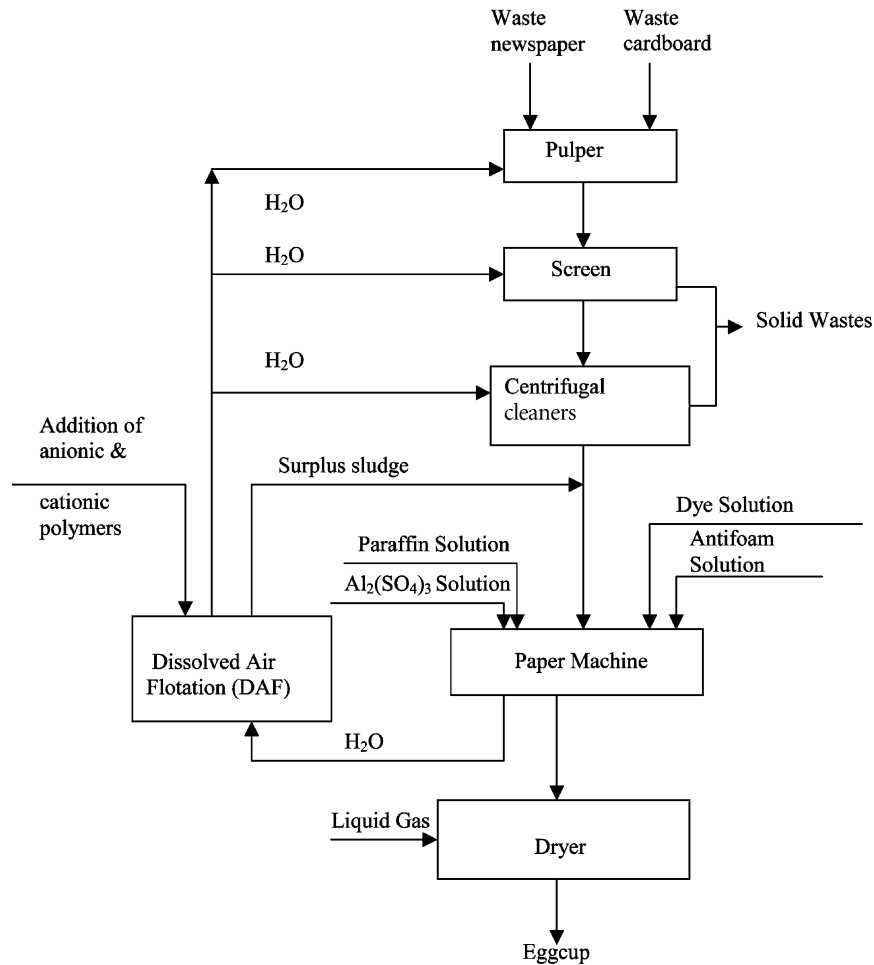 Waste
newspaper
Waste
cardboard
Pulper
H₂O
H₂O
Screen
Solid Wastes
H₂O
Centrifugal
cleaners
Addition of
anionic &
cationic
polymers
Surplus sludge
Dye Solution
Antifoam
Solution
Paraffin Solution
Al₂(SO₄)₃ Solution
Dissolved Air
Flotation (DAF)
Paper Machine
H₂O
Liquid Gas
Dryer
Eggcup